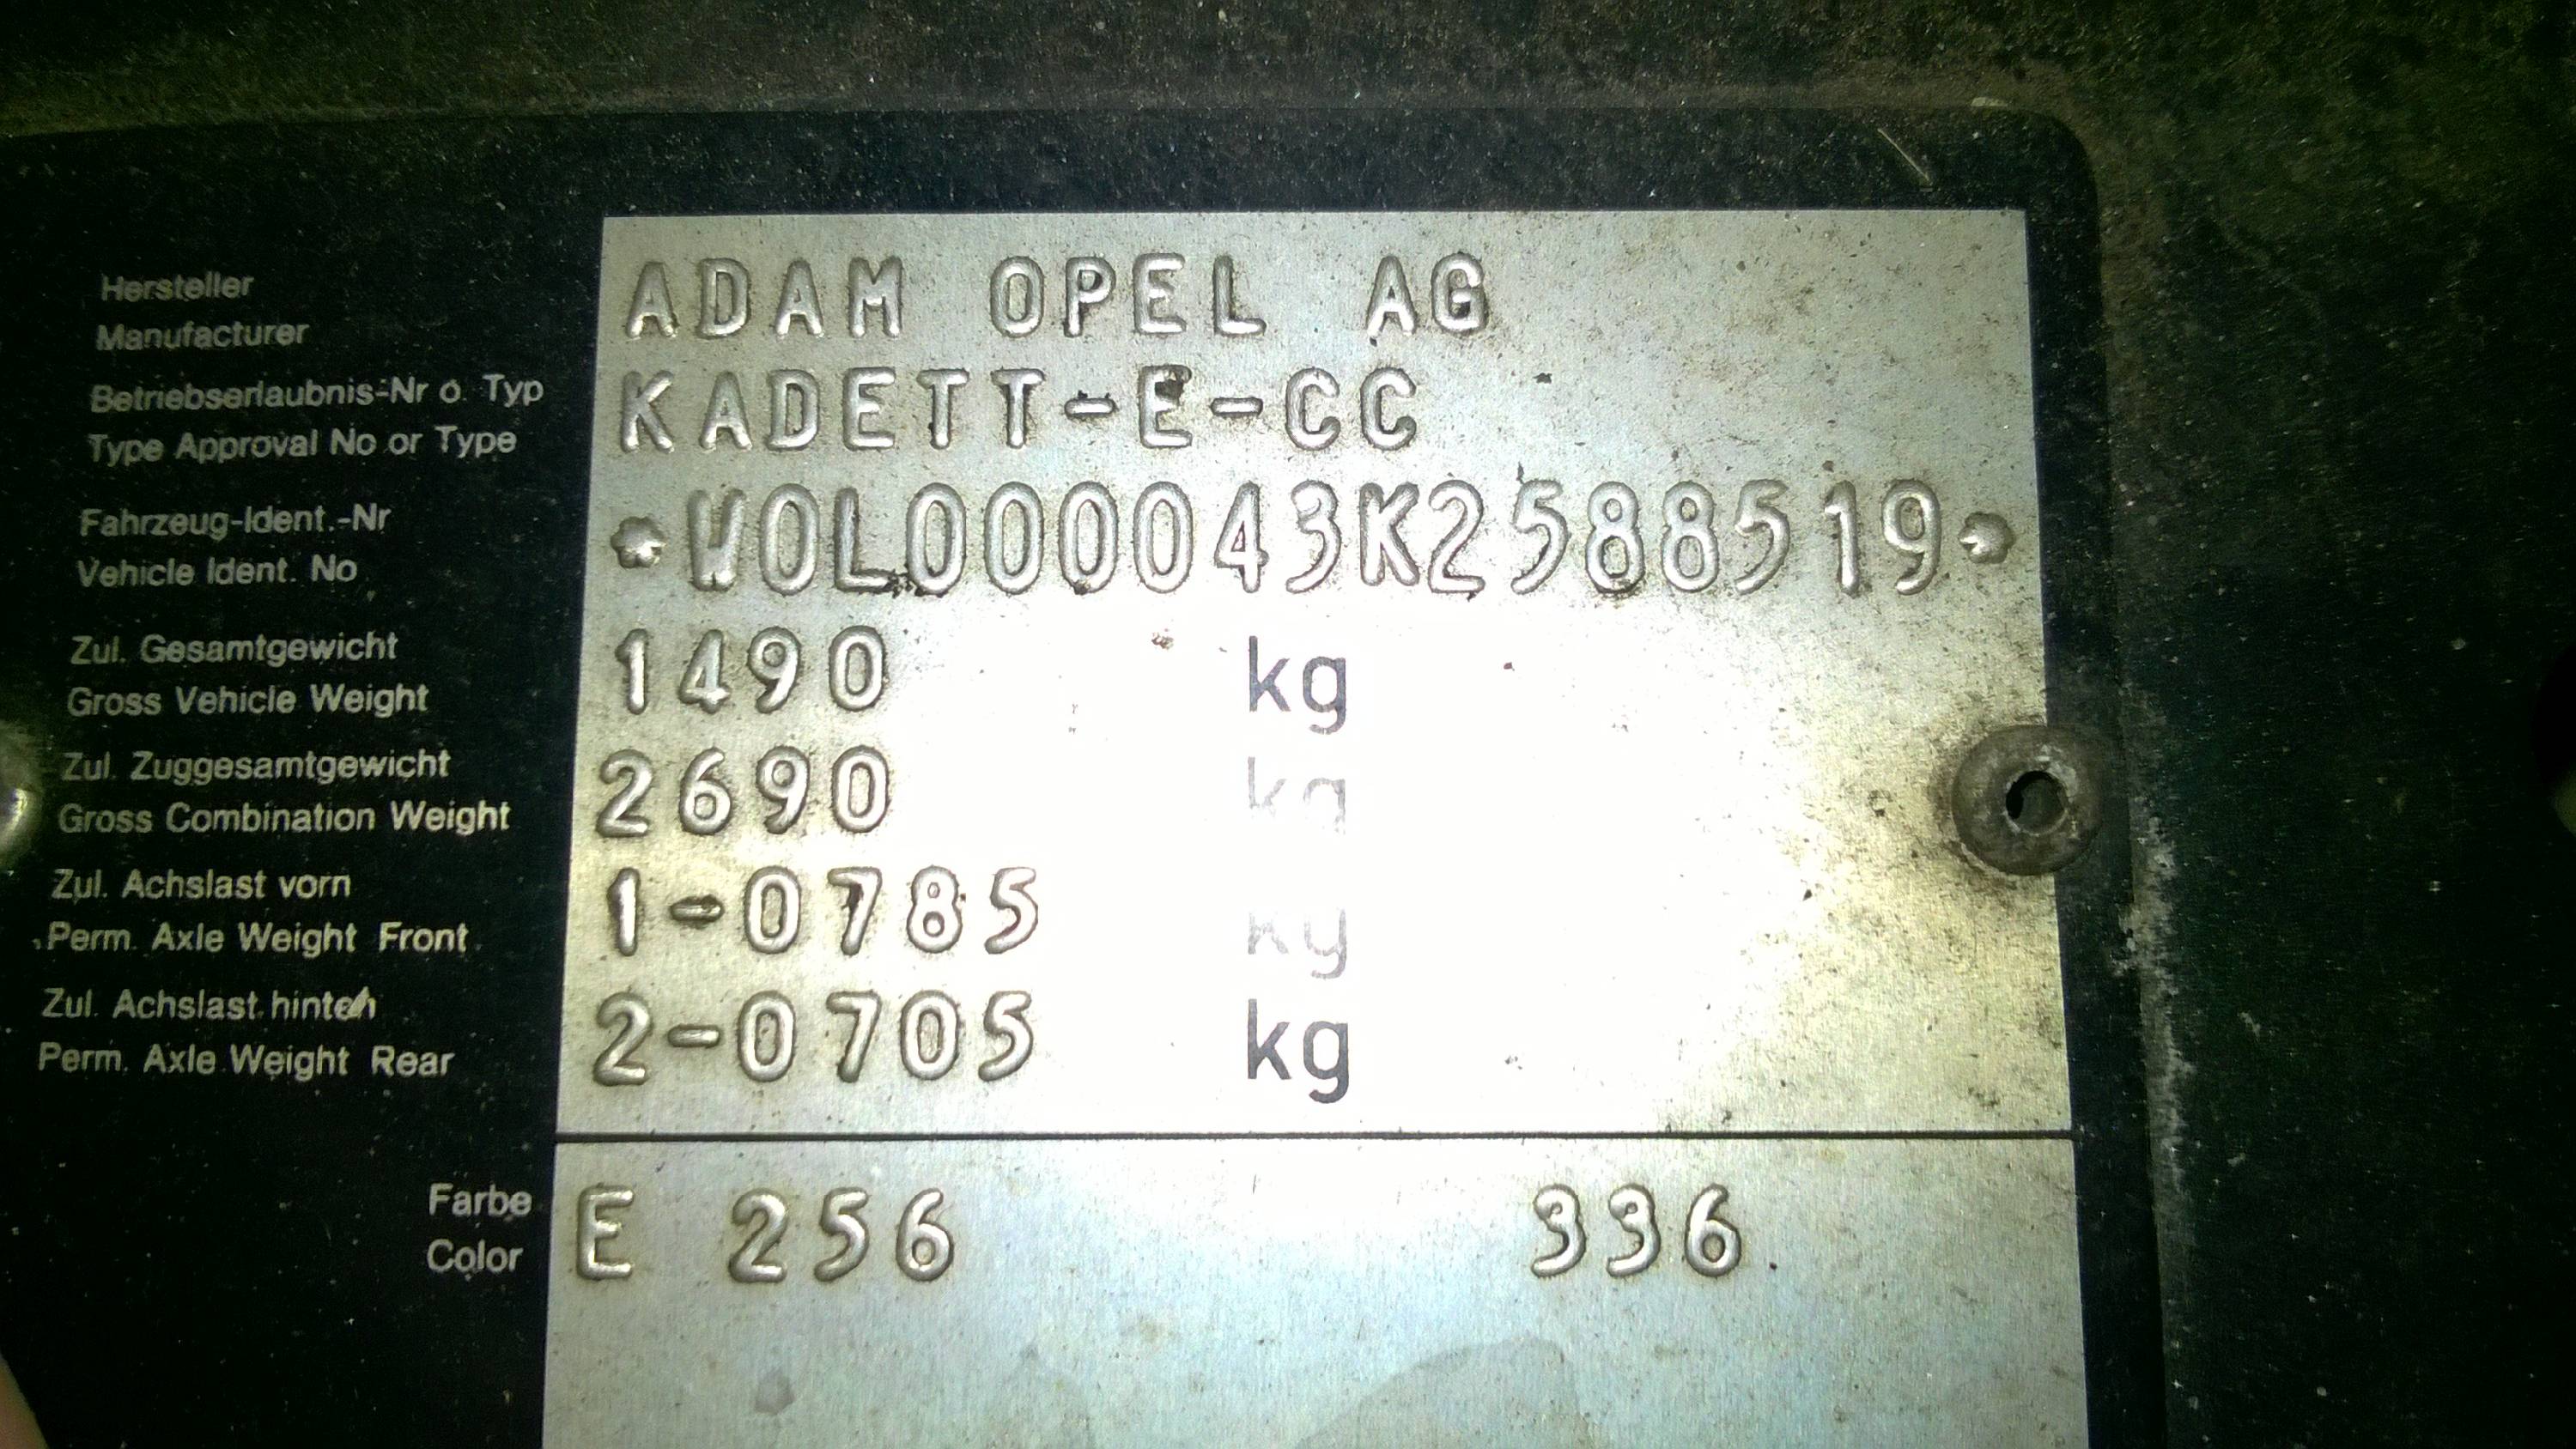 Hersteller
Manufacturer
ADAM OPEL AG
Betriebserlaubnis-Nr o. Typ
Type Approval No or Type
KADETT-E-CC
Fahrzeug-Ident.-Nr
Vehicle Ident. No
*W0L000043K2588519*
Zul. Gesamtgewicht
Gross Vehicle Weight
1490 kg
Zul. Zuggesamtgewicht
Gross Combination Weight
2690 kg
Zul. Achslast vorn
Perm. Axle Weight Front
1-0785 kg
Zul. Achslast hinten
Perm. Axle Weight Rear
2-0705 kg
Farbe
Color
E 256 336